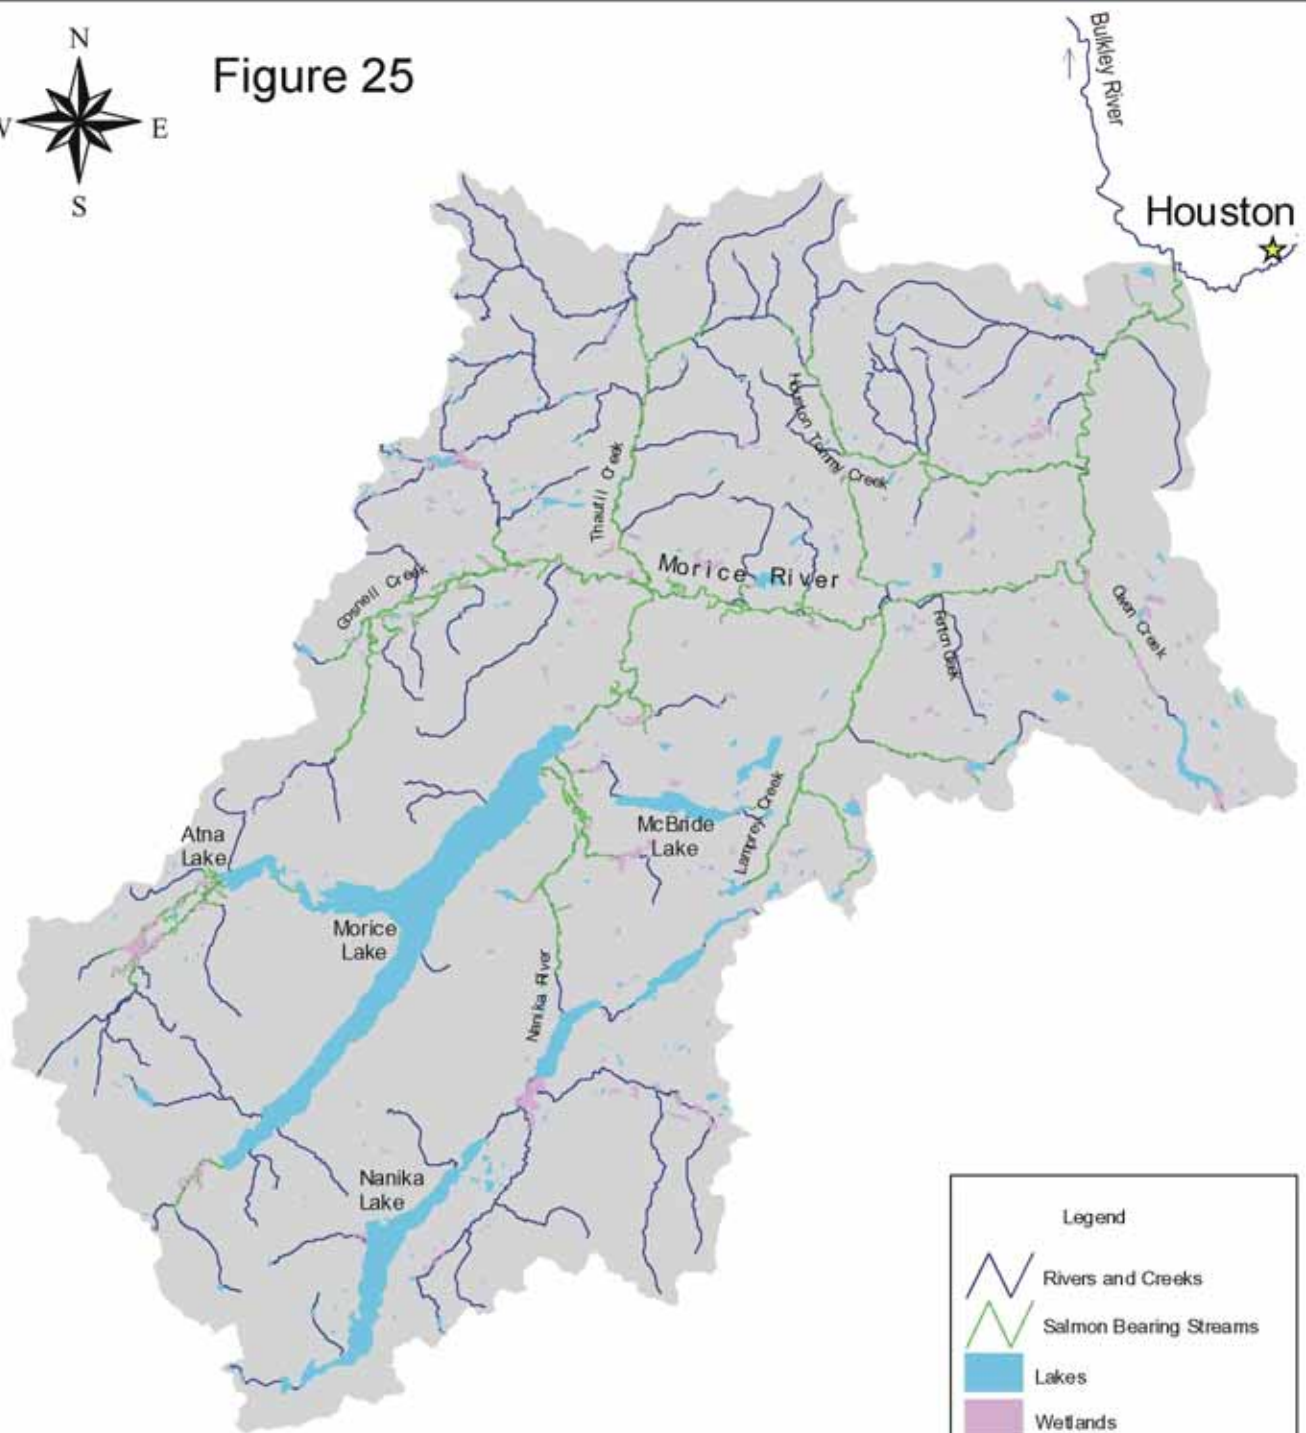 N
Figure 25
W
E
S
Bulkley River
Houston
Houston Tommy Creek
Thautil Creek
Morice River
Gosnell Creek
Owen Creek
Fenton Creek
Atna
Lake
McBride
Lake
Lamprey Creek
Morice
Lake
Nanika River
Nanika
Lake
Legend
Rivers and Creeks
Salmon Bearing Streams
Lakes
Wetlands